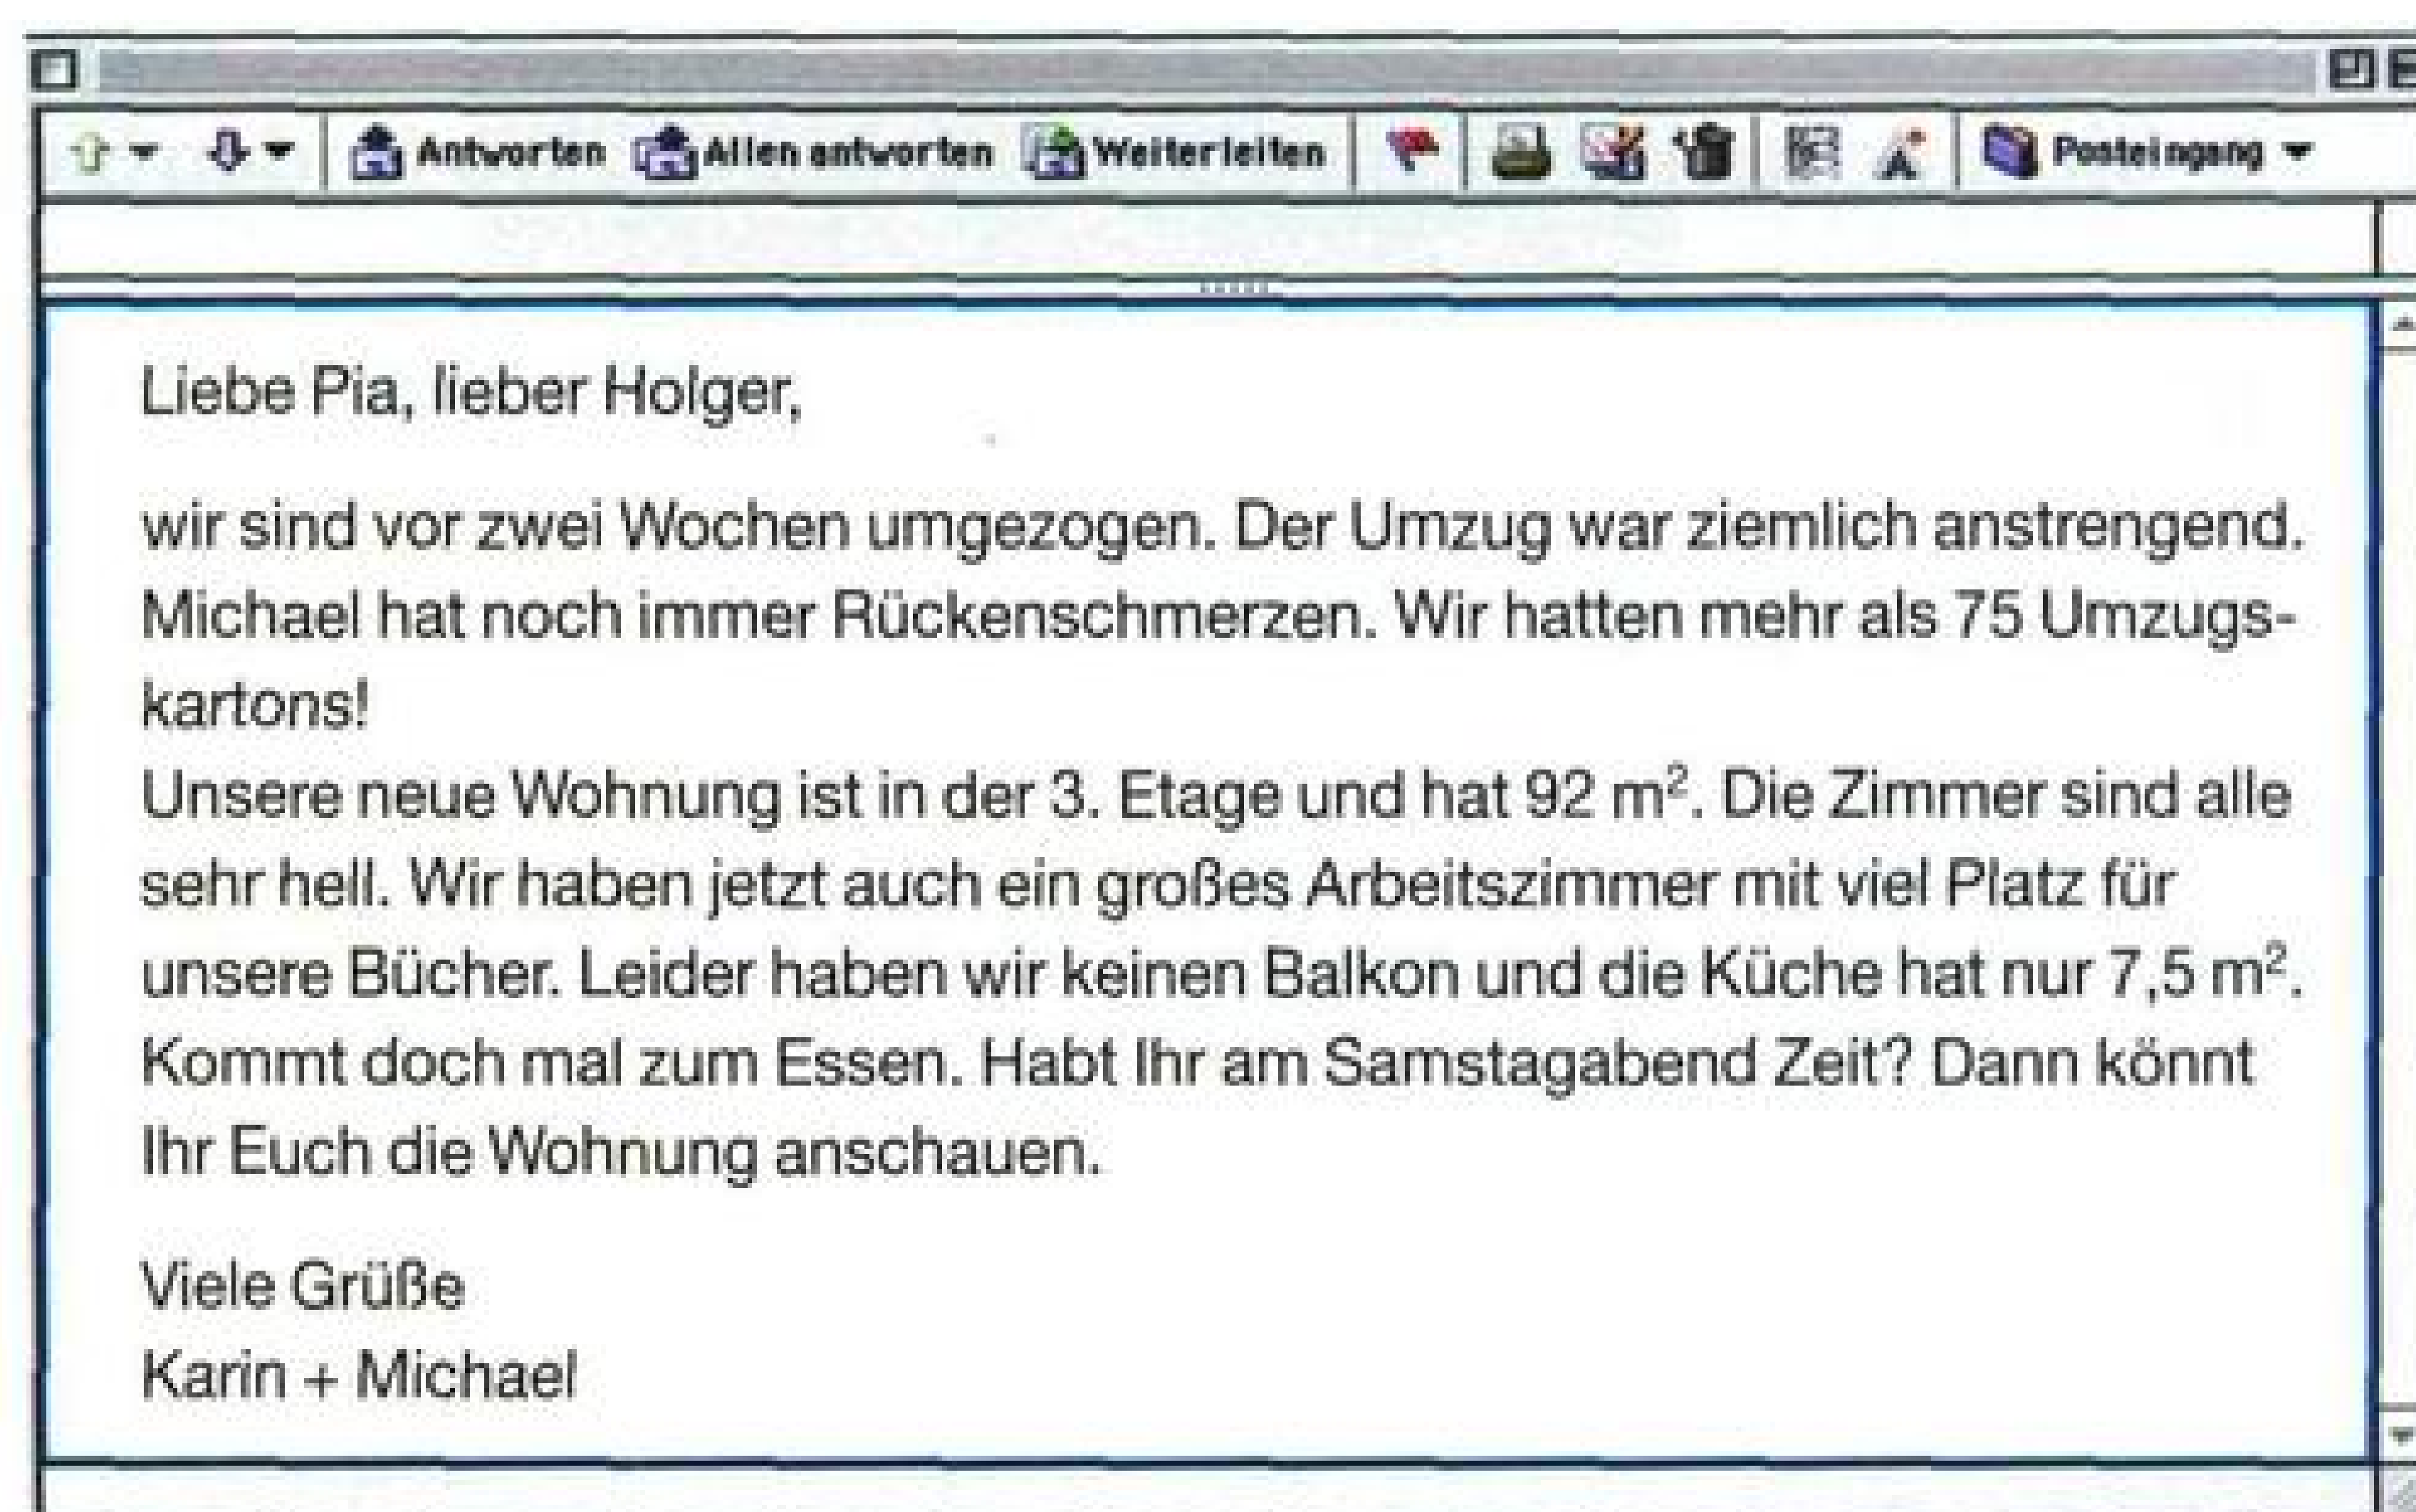 Antworten Allen antworten Weiterleiten Posteingang
Liebe Pia, lieber Holger,
wir sind vor zwei Wochen umgezogen. Der Umzug war ziemlich anstrengend.
Michael hat noch immer Rückenschmerzen. Wir hatten mehr als 75 Umzugs-
kartons!
Unsere neue Wohnung ist in der 3. Etage und hat 92 m². Die Zimmer sind alle
sehr hell. Wir haben jetzt auch ein großes Arbeitszimmer mit viel Platz für
unsere Bücher. Leider haben wir keinen Balkon und die Küche hat nur 7,5 m².
Kommt doch mal zum Essen. Habt Ihr am Samstagabend Zeit? Dann könnt
Ihr Euch die Wohnung anschauen.
Viele Grüße
Karin + Michael